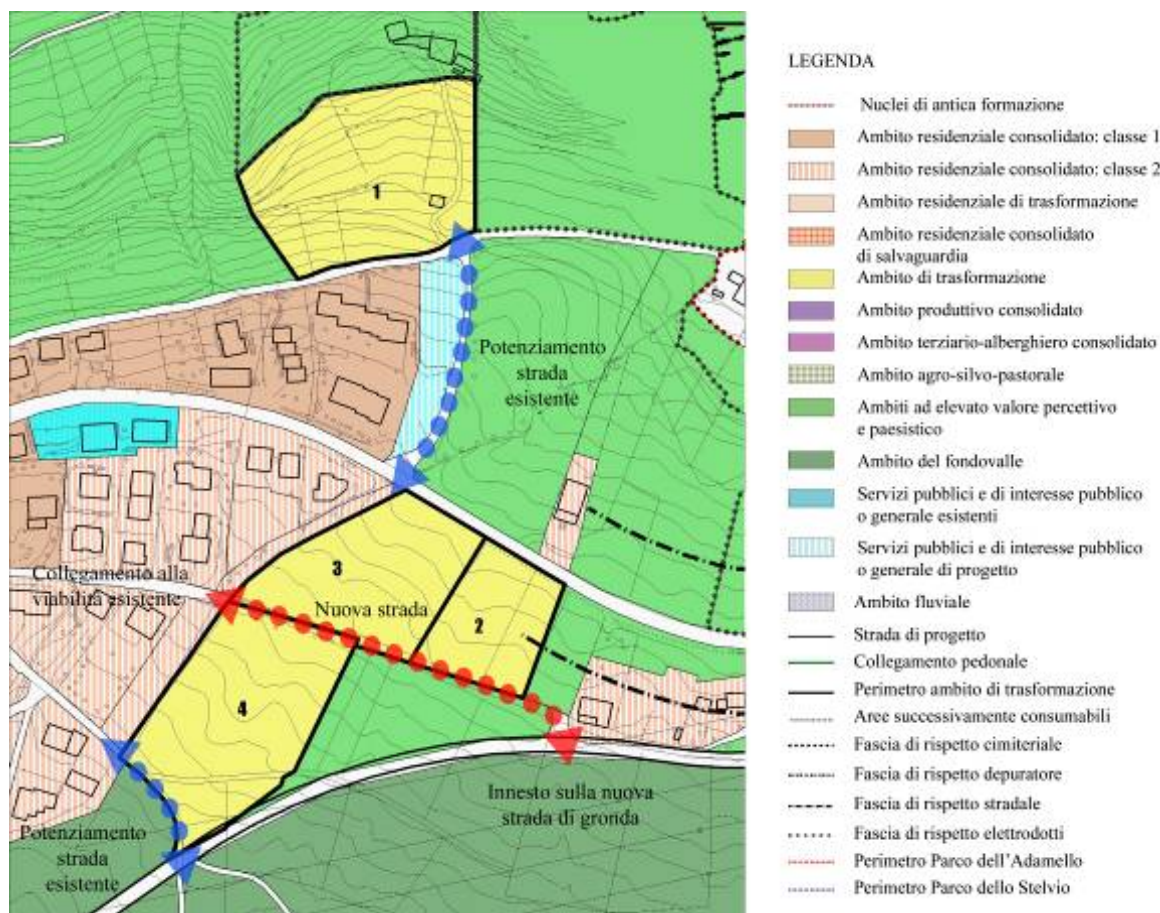 1
Potenziamento
strada
esistente
Collegamento alla
viabilità esistente
3
Nuova strada
2
4
Innesto sulla nuova
strada di gronda
Potenziamento
strada
esistente
LEGENDA
Nuclei di antica formazione
Ambito residenziale consolidato: classe 1
Ambito residenziale consolidato: classe 2
Ambito residenziale di trasformazione
Ambito residenziale consolidato
di salvaguardia
Ambito di trasformazione
Ambito produttivo consolidato
Ambito terziario-alberghiero consolidato
Ambito agro-silvo-pastorale
Ambiti ad elevato valore percettivo
e paesistico
Ambito del fondovalle
Servizi pubblici e di interesse pubblico
o generale esistenti
Servizi pubblici e di interesse pubblico
o generale di progetto
Ambito fluviale
Strada di progetto
Collegamento pedonale
Perimetro ambito di trasformazione
Aree successivamente consumabili
Fascia di rispetto cimiteriale
Fascia di rispetto depuratore
Fascia di rispetto stradale
Fascia di rispetto elettrodotti
Perimetro Parco dell'Adamello
Perimetro Parco dello Stelvio